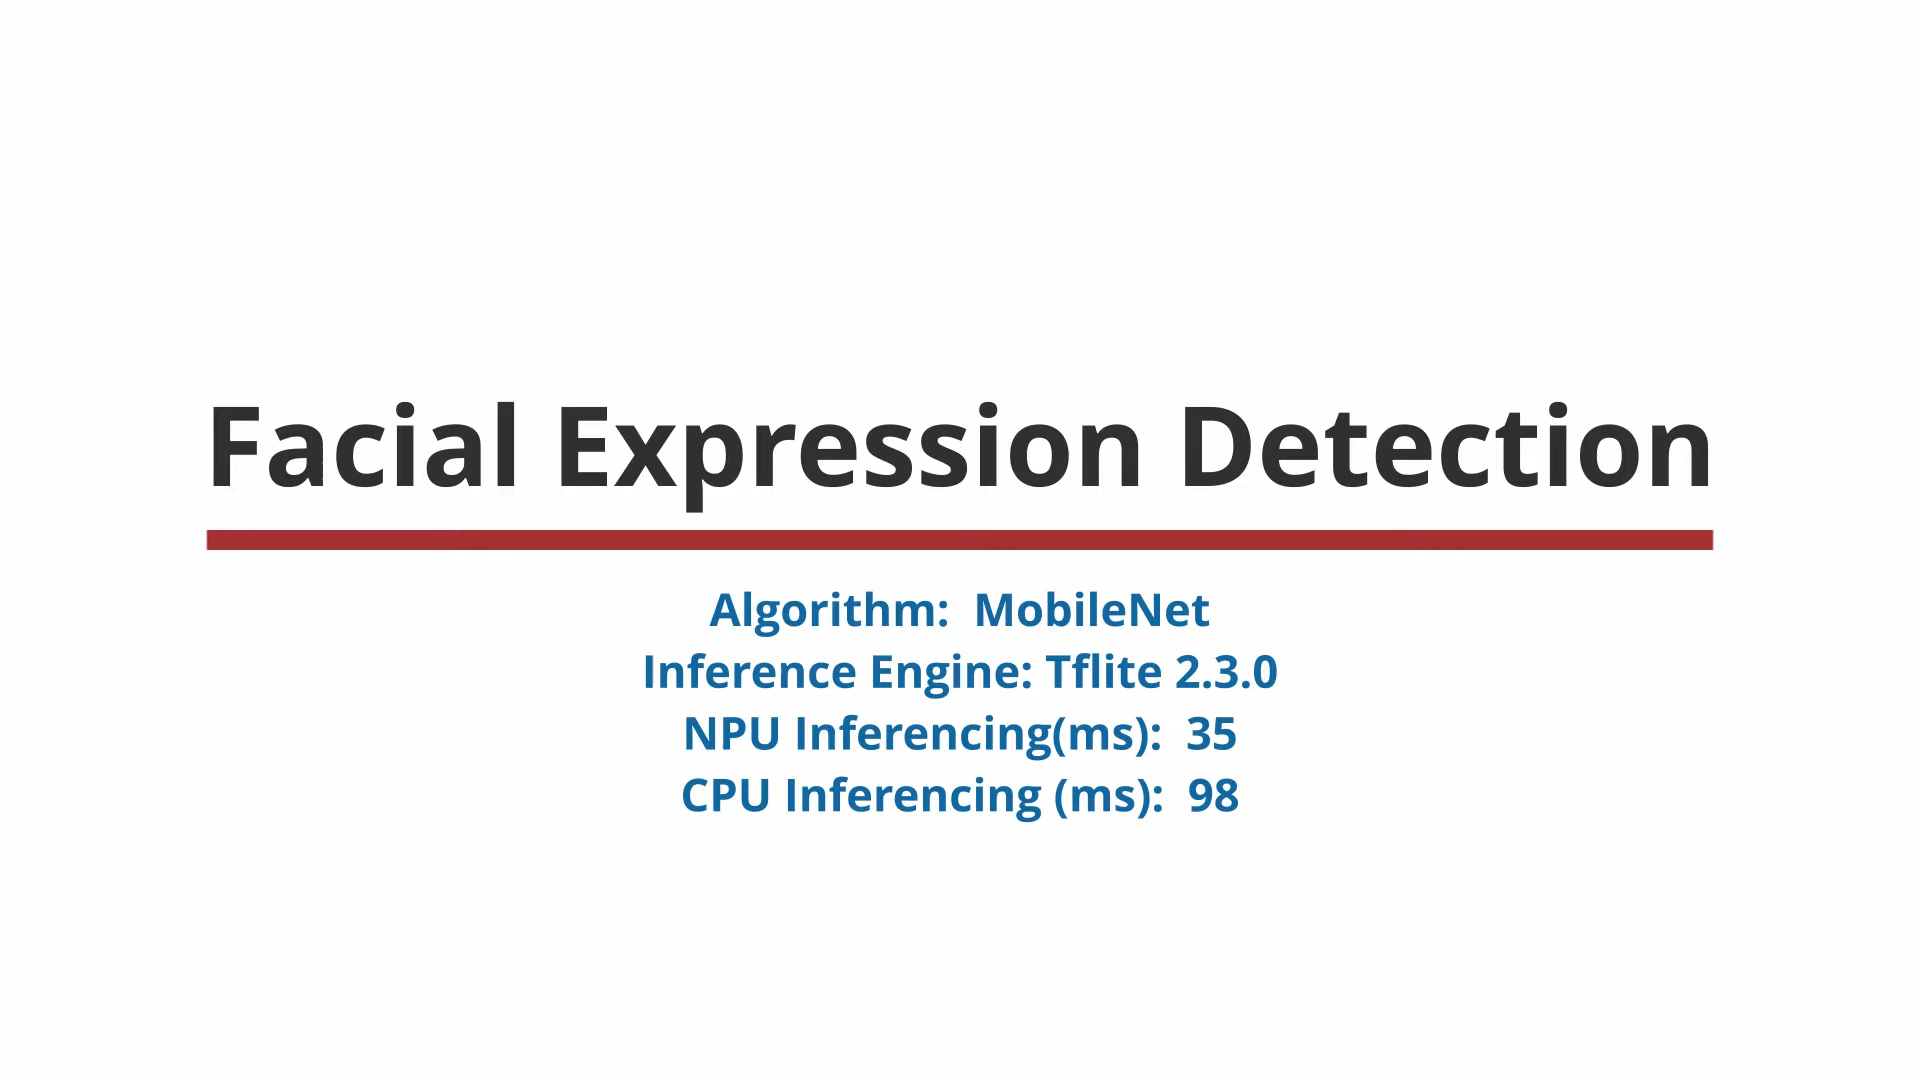 Facial Expression Detection
Algorithm:  MobileNet
Inference Engine: Tflite 2.3.0
NPU Inferencing(ms):  35
CPU Inferencing (ms):  98